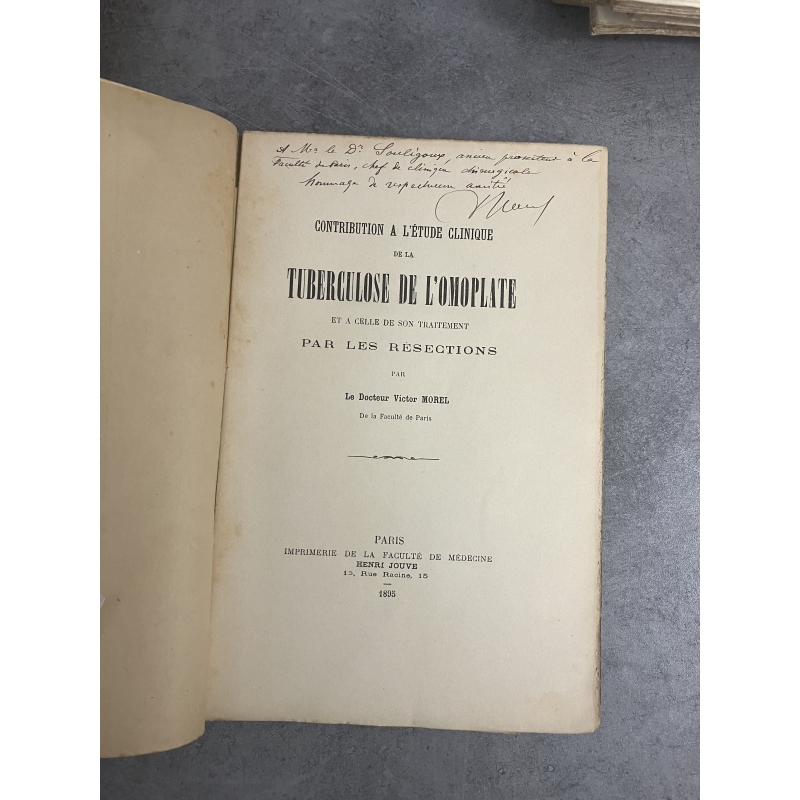 A Mr le Dr Souligoux, ancien prosecteur à la
Faculté de Paris, chef de clinique chirurgicale
hommage de respectueuse amitié
VMorel
CONTRIBUTION A L'ÉTUDE CLINIQUE
DE LA
TUBERCULOSE DE L'OMOPLATE
ET A CELLE DE SON TRAITEMENT
PAR LES RÉSECTIONS
PAR
Le Docteur Victor MOREL
De la Faculté de Paris
PARIS
IMPRIMERIE DE LA FACULTÉ DE MÉDECINE
HENRI JOUVE
15, Rue Racine, 15
1895